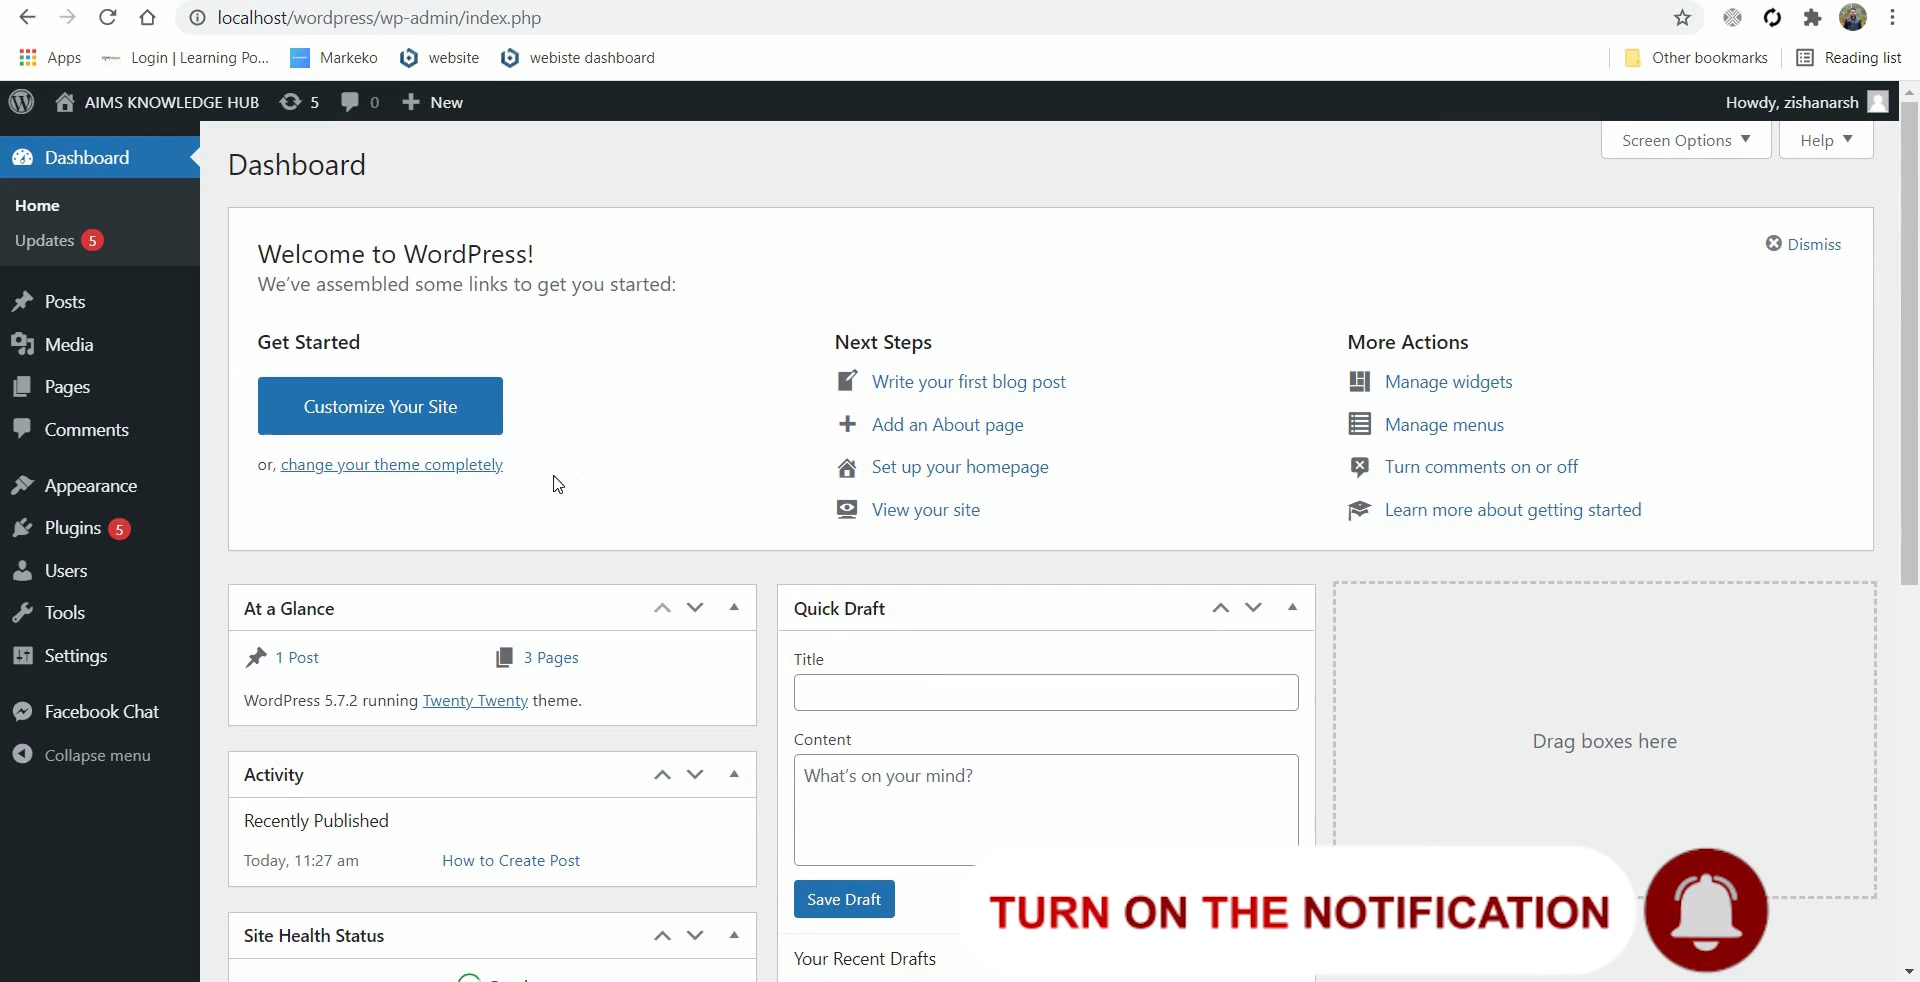 localhost/wordpress/wp-admin/index.php
Apps
Login | Learning Po...
Markeko
website
webiste dashboard
Other bookmarks
Reading list
AIMS KNOWLEDGE HUB
5
0
New
Howdy, zishanarsh
Dashboard
Home
Updates 5
Posts
Media
Pages
Comments
Appearance
Plugins 5
Users
Tools
Settings
Facebook Chat
Collapse menu
Dashboard
Screen Options
Help
Welcome to WordPress!
We've assembled some links to get you started:
Dismiss
Get Started
Customize Your Site
or, change your theme completely
Next Steps
Write your first blog post
Add an About page
Set up your homepage
View your site
More Actions
Manage widgets
Manage menus
Turn comments on or off
Learn more about getting started
At a Glance
1 Post
3 Pages
WordPress 5.7.2 running Twenty Twenty theme.
Activity
Recently Published
Today, 11:27 am
How to Create Post
Site Health Status
Quick Draft
Title
Content
What's on your mind?
Save Draft
Your Recent Drafts
Drag boxes here
TURN ON THE NOTIFICATION